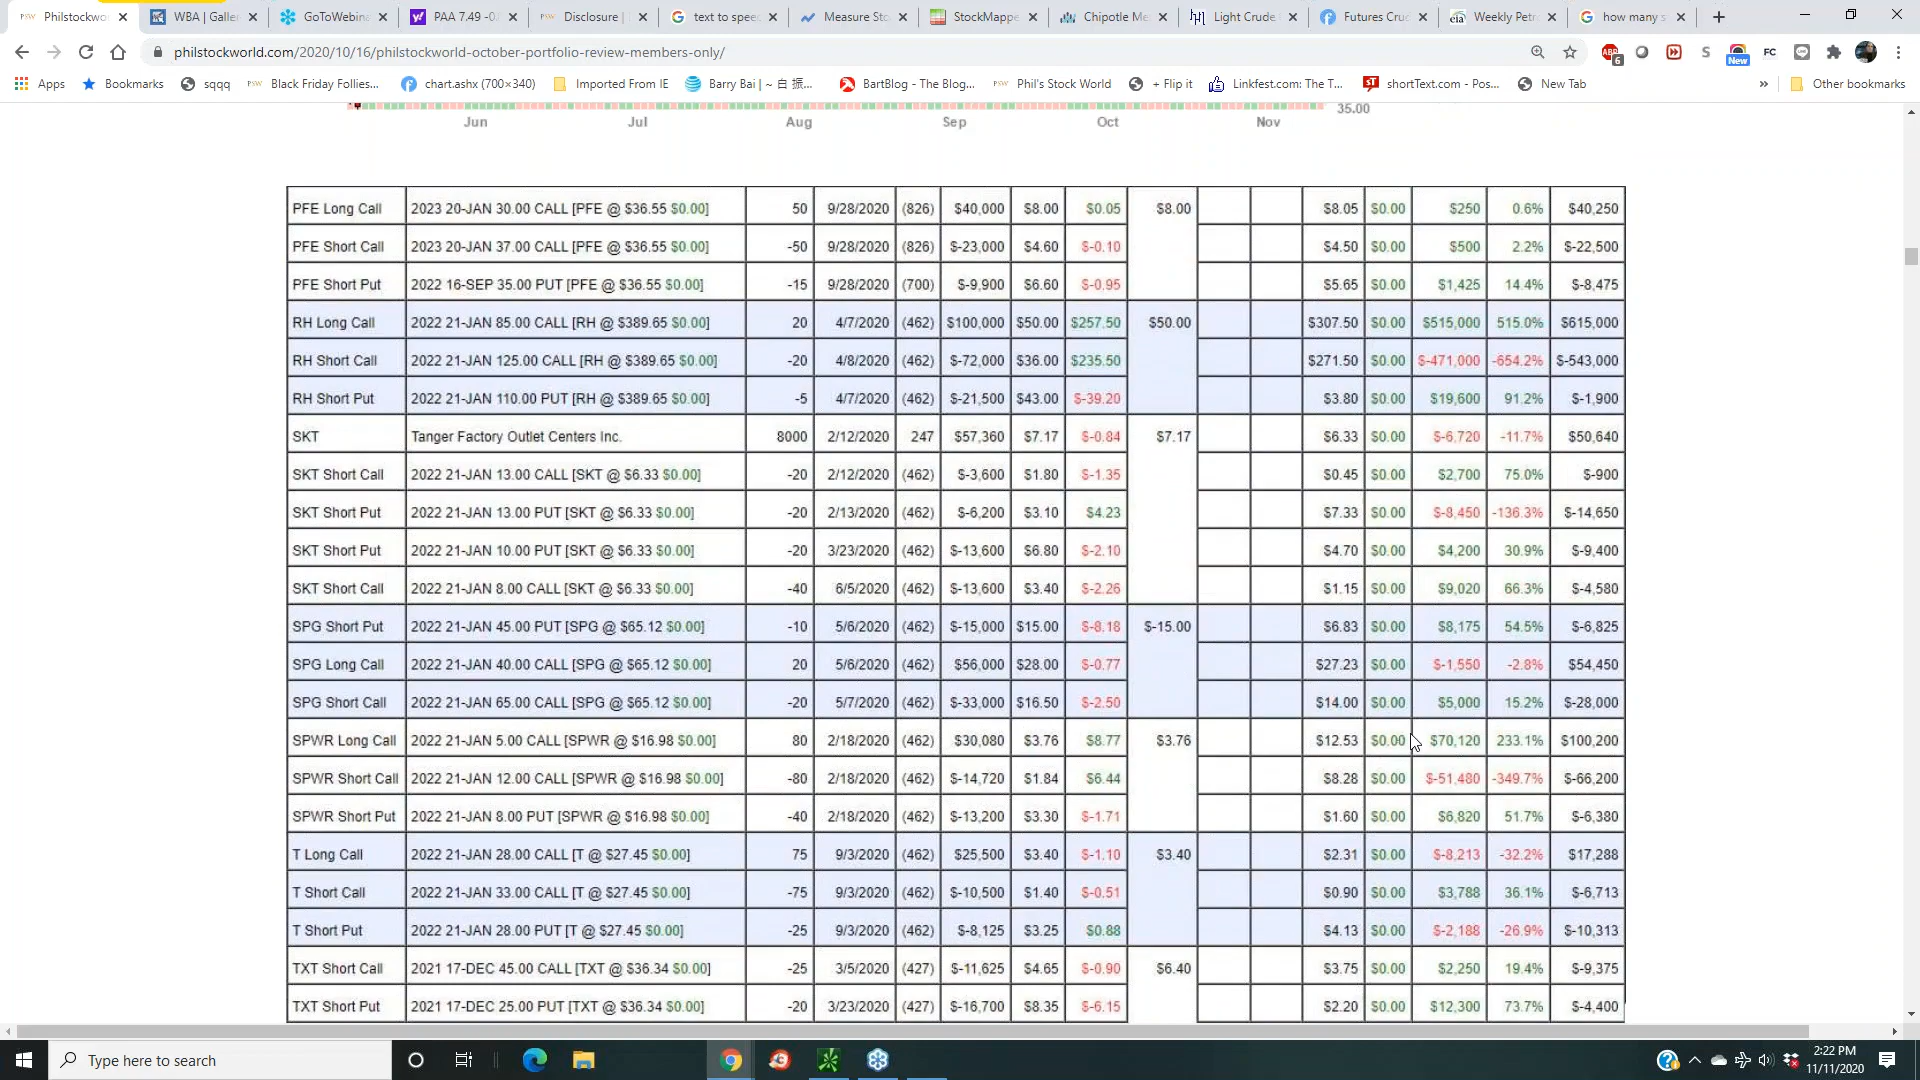 Philstockwo
WBA | Galle
GoToWebina
PAA 7.49 -0.
Disclosure |
text to spee
Measure Sto
StockMappe
Chipotle Me
Light Crude
Futures Cru
Weekly Petr
how many s
philstockworld.com/2020/10/16/philstockworld-october-portfolio-review-members-only/
6
New
FC
Apps
Bookmarks
sqqq
Black Friday Follies...
chart.ashx (700×340)
Imported From IE
Barry Bai | ~ 白 振...
BartBlog - The Blog...
Phil's Stock World
+ Flip it
Linkfest.com: The T...
shortText.com - Pos...
New Tab
»
Other bookmarks
35.00
Jun Jul Aug Sep Oct Nov
PFE Long Call 2023 20-JAN 30.00 CALL [PFE @ $36.55 $0.00] 50 9/28/2020 (826) $40,000 $8.00 $0.05 $8.00 $8.05 $0.00 $250 0.6% $40,250
PFE Short Call 2023 20-JAN 37.00 CALL [PFE @ $36.55 $0.00] -50 9/28/2020 (826) $-23,000 $4.60 $-0.10 $4.50 $0.00 $500 2.2% $-22,500
PFE Short Put 2022 16-SEP 35.00 PUT [PFE @ $36.55 $0.00] -15 9/28/2020 (700) $-9,900 $6.60 $-0.95 $5.65 $0.00 $1,425 14.4% $-8,475
RH Long Call 2022 21-JAN 85.00 CALL [RH @ $389.65 $0.00] 20 4/7/2020 (462) $100,000 $50.00 $257.50 $50.00 $307.50 $0.00 $515,000 515.0% $615,000
RH Short Call 2022 21-JAN 125.00 CALL [RH @ $389.65 $0.00] -20 4/8/2020 (462) $-72,000 $36.00 $235.50 $271.50 $0.00 $-471,000 -654.2% $-543,000
RH Short Put 2022 21-JAN 110.00 PUT [RH @ $389.65 $0.00] -5 4/7/2020 (462) $-21,500 $43.00 $-39.20 $3.80 $0.00 $19,600 91.2% $-1,900
SKT Tanger Factory Outlet Centers Inc. 8000 2/12/2020 247 $57,360 $7.17 $-0.84 $7.17 $6.33 $0.00 $-6,720 -11.7% $50,640
SKT Short Call 2022 21-JAN 13.00 CALL [SKT @ $6.33 $0.00] -20 2/12/2020 (462) $-3,600 $1.80 $-1.35 $0.45 $0.00 $2,700 75.0% $-900
SKT Short Put 2022 21-JAN 13.00 PUT [SKT @ $6.33 $0.00] -20 2/13/2020 (462) $-6,200 $3.10 $4.23 $7.33 $0.00 $-8,450 -136.3% $-14,650
SKT Short Put 2022 21-JAN 10.00 PUT [SKT @ $6.33 $0.00] -20 3/23/2020 (462) $-13,600 $6.80 $-2.10 $4.70 $0.00 $4,200 30.9% $-9,400
SKT Short Call 2022 21-JAN 8.00 CALL [SKT @ $6.33 $0.00] -40 6/5/2020 (462) $-13,600 $3.40 $-2.26 $1.15 $0.00 $9,020 66.3% $-4,580
SPG Short Put 2022 21-JAN 45.00 PUT [SPG @ $65.12 $0.00] -10 5/6/2020 (462) $-15,000 $15.00 $-8.18 $-15.00 $6.83 $0.00 $8,175 54.5% $-6,825
SPG Long Call 2022 21-JAN 40.00 CALL [SPG @ $65.12 $0.00] 20 5/6/2020 (462) $56,000 $28.00 $-0.77 $27.23 $0.00 $-1,550 -2.8% $54,450
SPG Short Call 2022 21-JAN 65.00 CALL [SPG @ $65.12 $0.00] -20 5/7/2020 (462) $-33,000 $16.50 $-2.50 $14.00 $0.00 $5,000 15.2% $-28,000
SPWR Long Call 2022 21-JAN 5.00 CALL [SPWR @ $16.98 $0.00] 80 2/18/2020 (462) $30,080 $3.76 $8.77 $3.76 $12.53 $0.00 $70,120 233.1% $100,200
SPWR Short Call 2022 21-JAN 12.00 CALL [SPWR @ $16.98 $0.00] -80 2/18/2020 (462) $-14,720 $1.84 $6.44 $8.28 $0.00 $-51,480 -349.7% $-66,200
SPWR Short Put 2022 21-JAN 8.00 PUT [SPWR @ $16.98 $0.00] -40 2/18/2020 (462) $-13,200 $3.30 $-1.71 $1.60 $0.00 $6,820 51.7% $-6,380
T Long Call 2022 21-JAN 28.00 CALL [T @ $27.45 $0.00] 75 9/3/2020 (462) $25,500 $3.40 $-1.10 $3.40 $2.31 $0.00 $-8,213 -32.2% $17,288
T Short Call 2022 21-JAN 33.00 CALL [T @ $27.45 $0.00] -75 9/3/2020 (462) $-10,500 $1.40 $-0.51 $0.90 $0.00 $3,788 36.1% $-6,713
T Short Put 2022 21-JAN 28.00 PUT [T @ $27.45 $0.00] -25 9/3/2020 (462) $-8,125 $3.25 $0.88 $4.13 $0.00 $-2,188 -26.9% $-10,313
TXT Short Call 2021 17-DEC 45.00 CALL [TXT @ $36.34 $0.00] -25 3/5/2020 (427) $-11,625 $4.65 $-0.90 $6.40 $3.75 $0.00 $2,250 19.4% $-9,375
TXT Short Put 2021 17-DEC 25.00 PUT [TXT @ $36.34 $0.00] -20 3/23/2020 (427) $-16,700 $8.35 $-6.15 $2.20 $0.00 $12,300 73.7% $-4,400
Type here to search
2:22 PM
11/11/2020